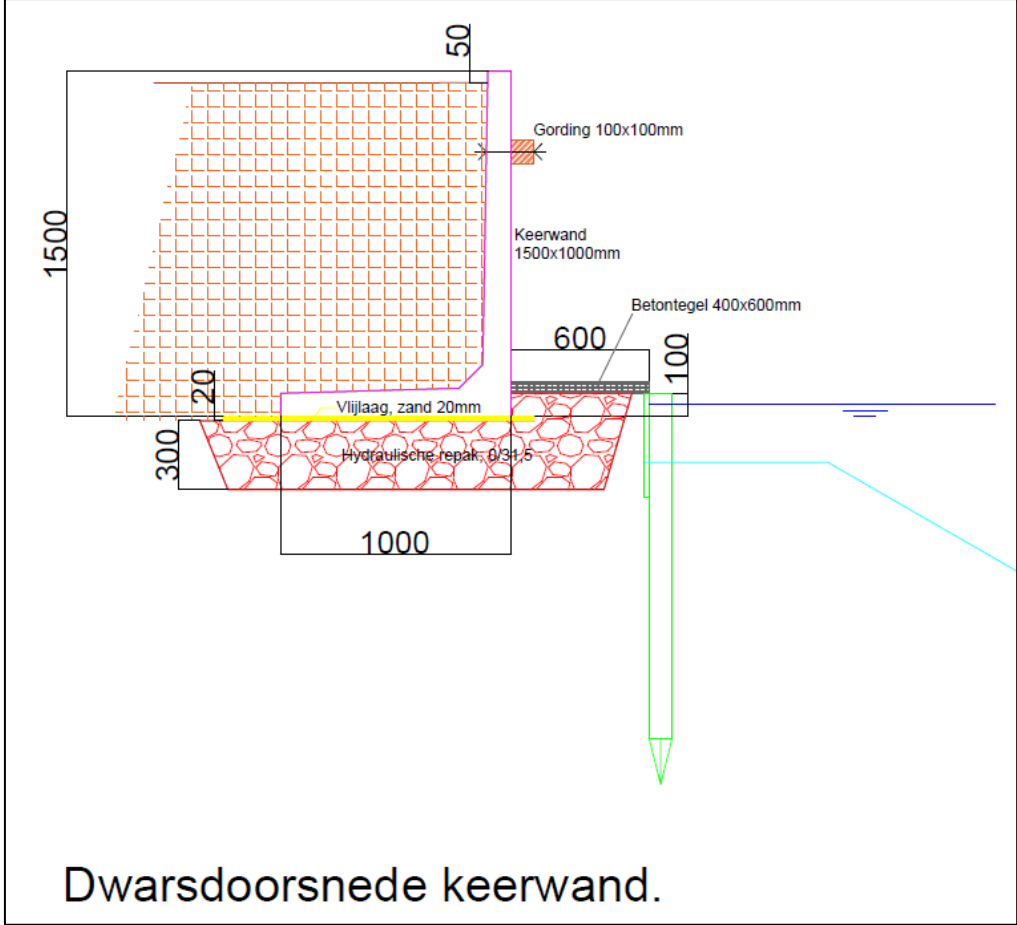 50
Gording 100x100mm
1500
Keerwand
1500x1000mm
Betontegel 400x600mm
600
100
20
Vlijlaag, zand 20mm
300
Hydraulische repak, 0/31,5
1000
Dwarsdoorsnede keerwand.